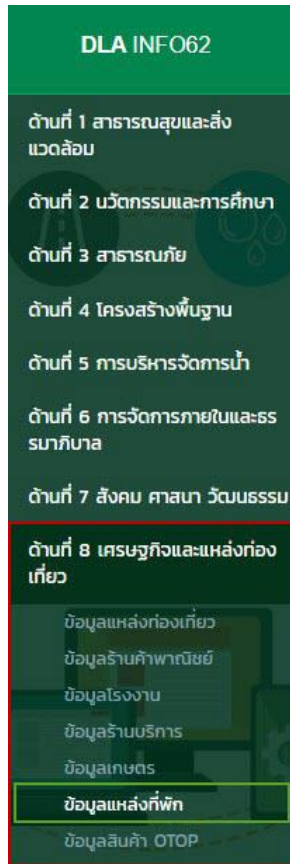 DLA INFO62
ด้านที่ 1 สาธารณสุขและสิ่ง
แวดล้อม
ด้านที่ 2 นวัตกรรมและการศึกษา
ด้านที่ 3 สาธารณภัย
ด้านที่ 4 โครงสร้างพื้นฐาน
ด้านที่ 5 การบริหารจัดการน้ำ
ด้านที่ 6 การจัดการภายในและธร
รมาภิบาล
ด้านที่ 7 สังคม ศาสนา วัฒนธรรม
ด้านที่ 8 เศรษฐกิจและแหล่งท่อง
เที่ยว
ข้อมูลแหล่งท่องเที่ยว
ข้อมูลร้านค้าพาณิชย์
ข้อมูลโรงงาน
ข้อมูลร้านบริการ
ข้อมูลเกษตร
ข้อมูลแหล่งที่พัก
ข้อมูลสินค้า OTOP